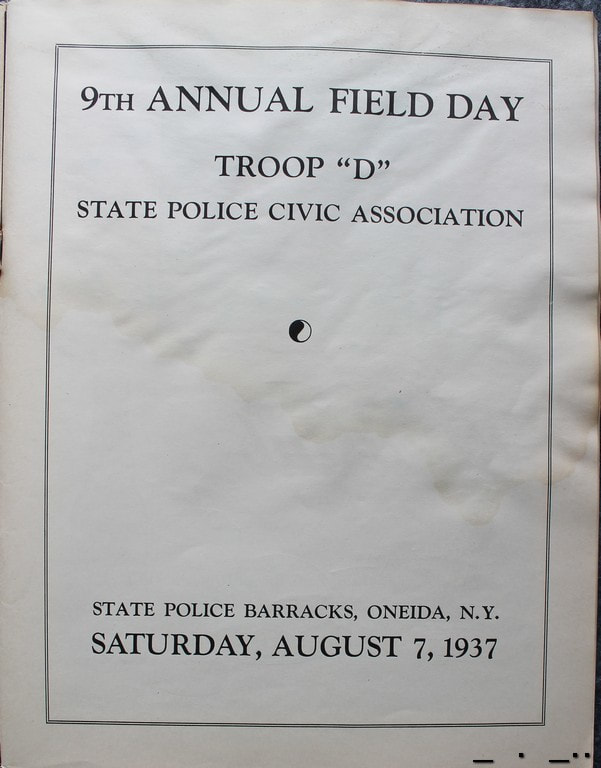 9TH ANNUAL FIELD DAY
TROOP “D”
STATE POLICE CIVIC ASSOCIATION
STATE POLICE BARRACKS, ONEIDA, N.Y.
SATURDAY, AUGUST 7, 1937